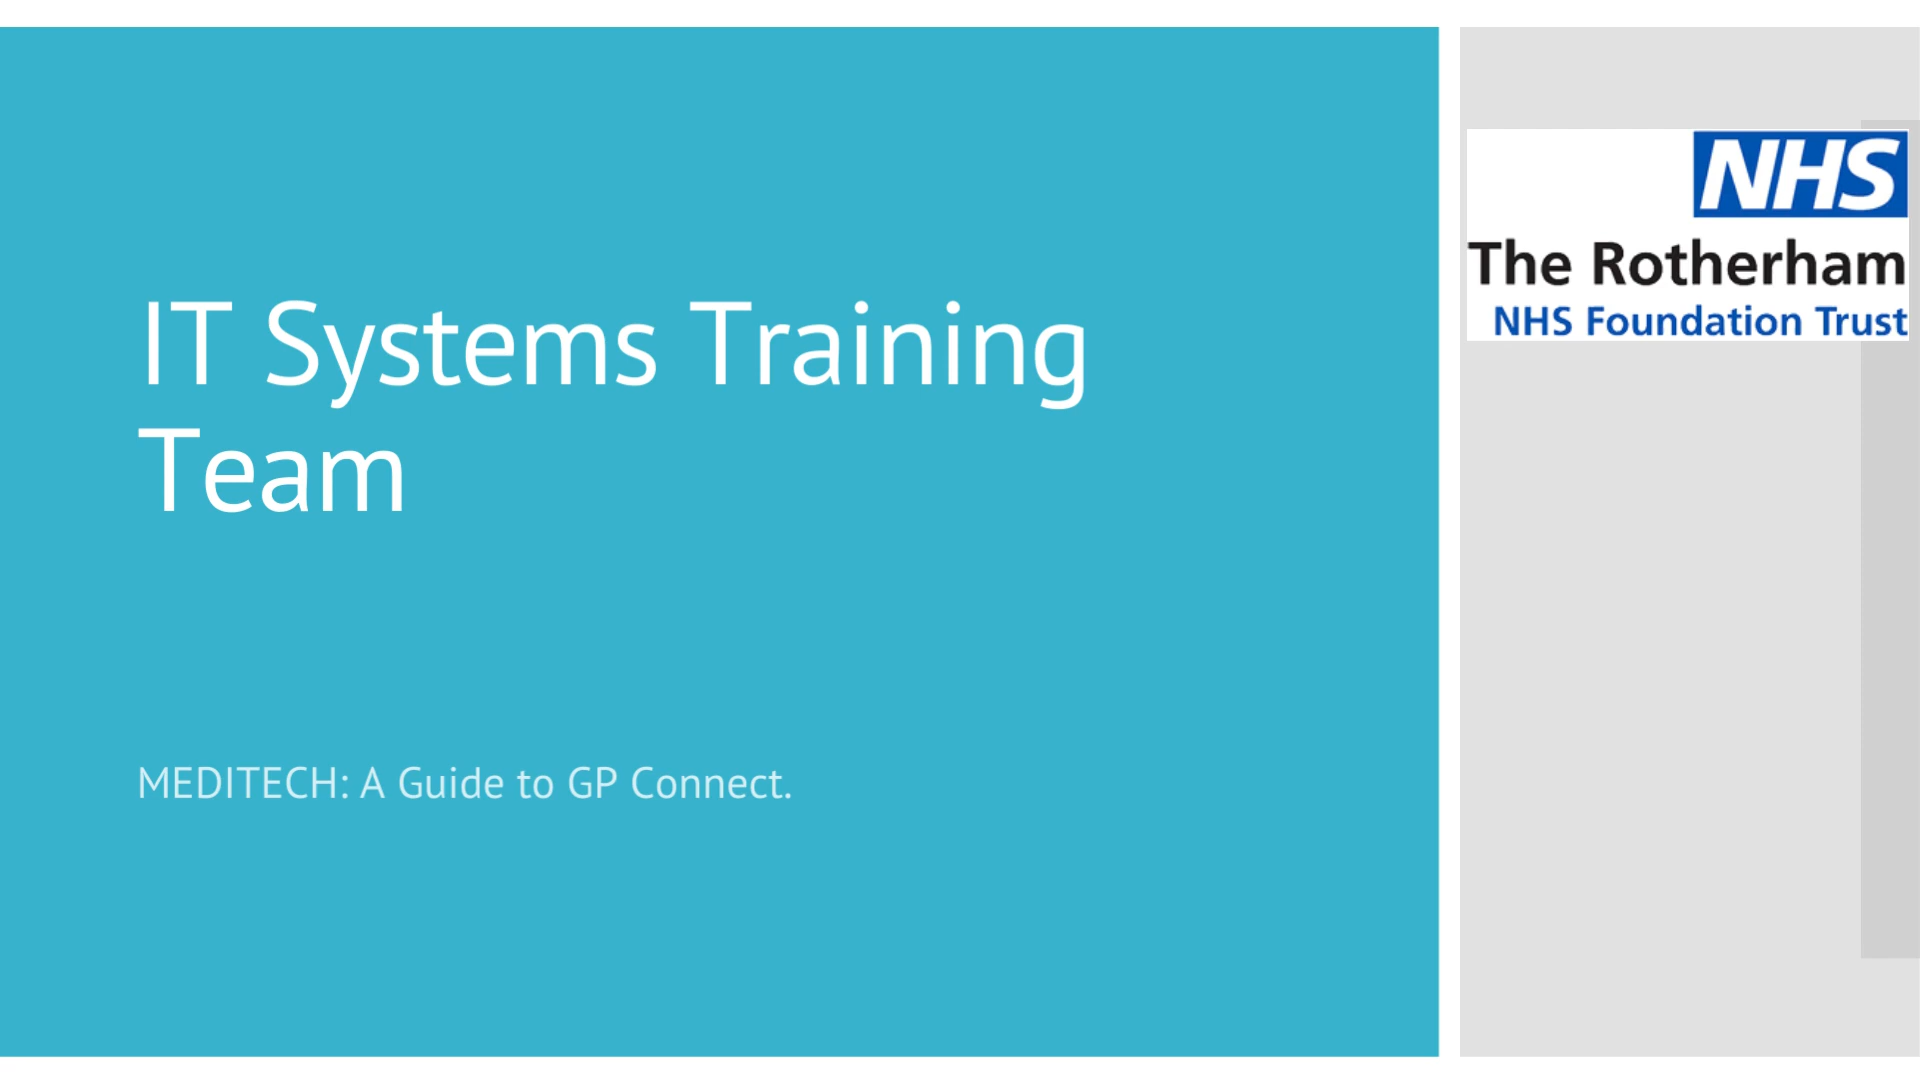 IT Systems Training
Team
MEDITECH: A Guide to GP Connect.
NHS
The Rotherham
NHS Foundation Trust